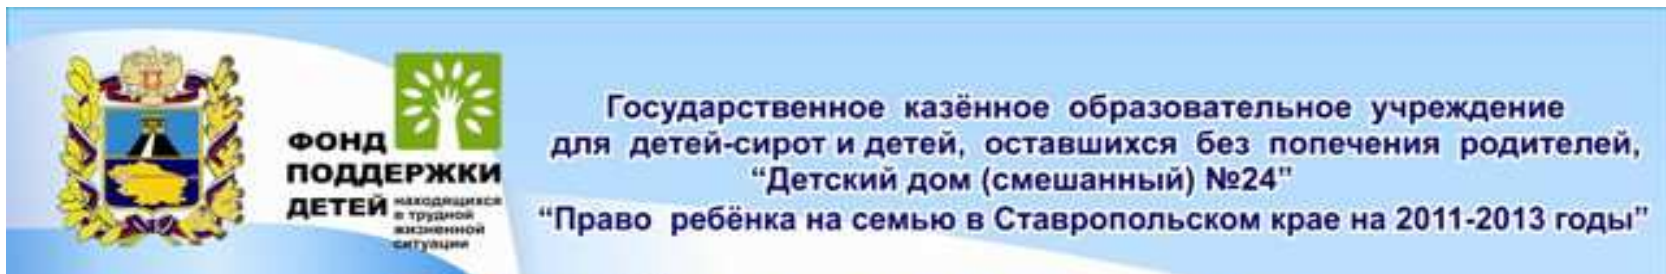 ФОНД
ПОДДЕРЖКИ
ДЕТЕЙ
находящихся
в трудной
жизненной
ситуации
Государственное казённое образовательное учреждение
для детей-сирот и детей, оставшихся без попечения родителей,
“Детский дом (смешанный) №24”
“Право ребёнка на семью в Ставропольском крае на 2011-2013 годы”